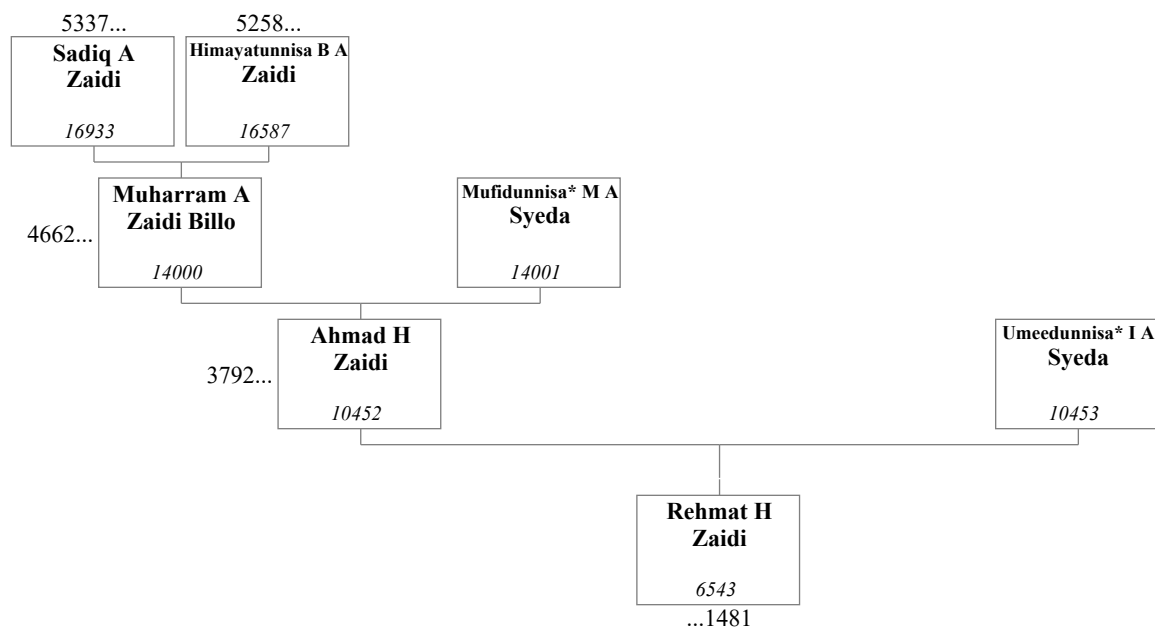 5337...
5258...
Sadiq A
Zaidi
16933
Himayatunnisa B A
Zaidi
16587
4662...
Muharram A
Zaidi Billo
14000
Mufidunnisa* M A
Syeda
14001
3792...
Ahmad H
Zaidi
10452
Umeedunnisa* I A
Syeda
10453
Rehmat H
Zaidi
6543
...1481